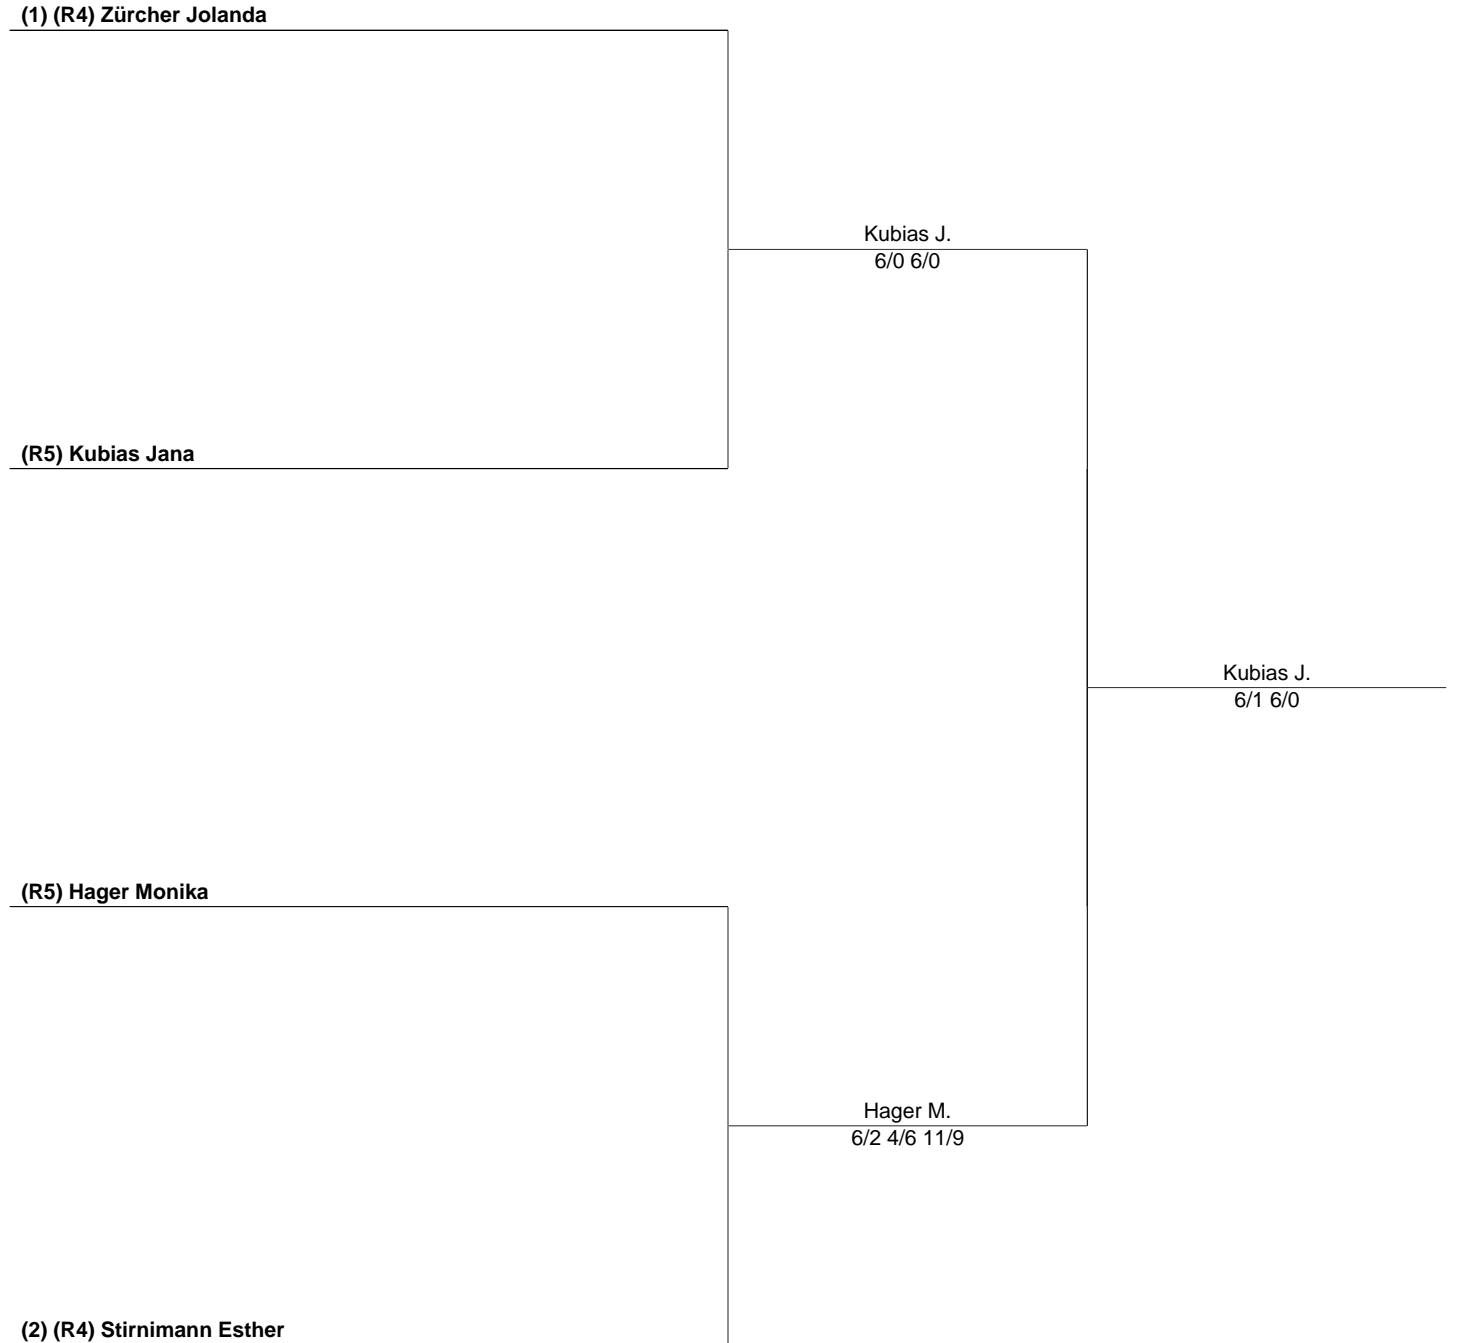 (1) (R4) Zürcher Jolanda
Kubias J.
6/0 6/0
(R5) Kubias Jana
Kubias J.
6/1 6/0
(R5) Hager Monika
Hager M.
6/2 4/6 11/9
(2) (R4) Stirnimann Esther